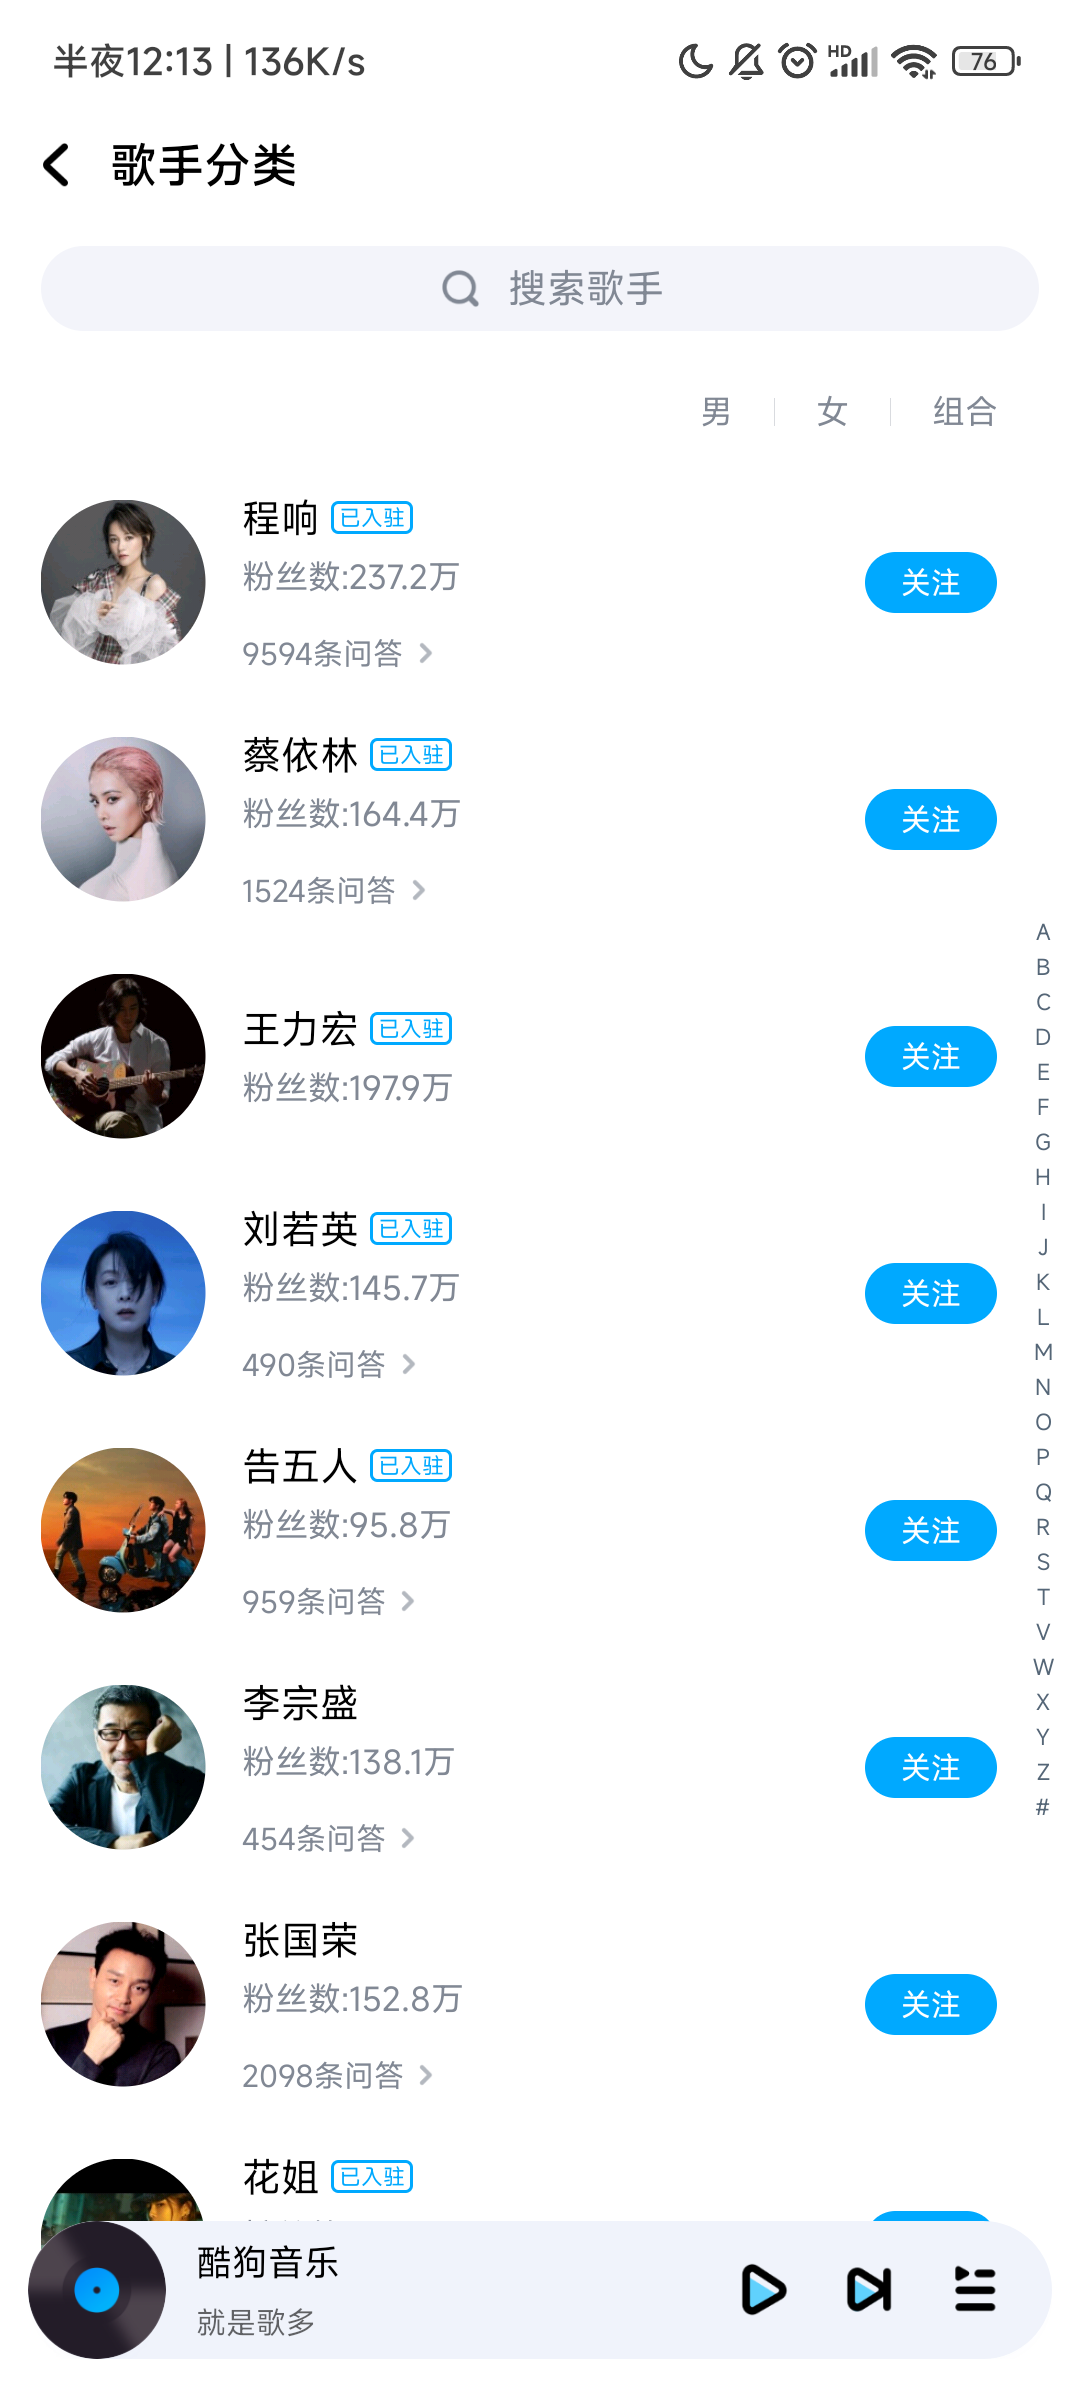 半夜12:13 | 136K/s
HD
76
歌手分类
搜索歌手
男
女
组合
程响 已入驻
粉丝数:237.2万
关注
9594条问答
蔡依林 已入驻
粉丝数:164.4万
关注
1524条问答
王力宏 已入驻
粉丝数:197.9万
关注
刘若英 已入驻
粉丝数:145.7万
关注
490条问答
告五人 已入驻
粉丝数:95.8万
关注
959条问答
李宗盛
粉丝数:138.1万
关注
454条问答
张国荣
粉丝数:152.8万
关注
2098条问答
花姐 已入驻
A
B
C
D
E
F
G
H
I
J
K
L
M
N
O
P
Q
R
S
T
V
W
X
Y
Z
#
酷狗音乐
就是歌多